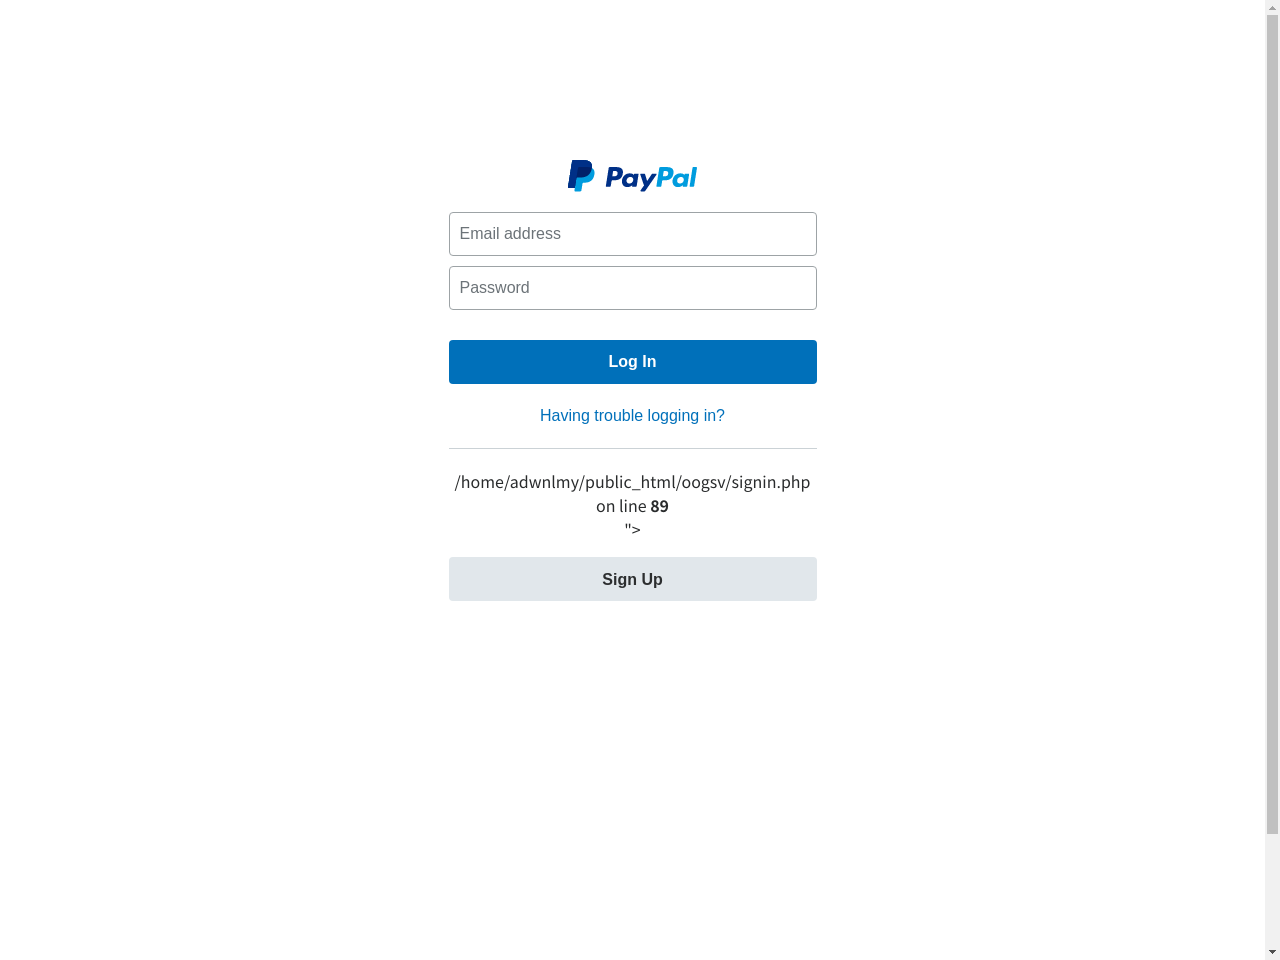 PayPal
Email address
Password
Log In
Having trouble logging in?
/home/adwnlmy/public_html/oogsv/signin.php
on line 89
">
Sign Up